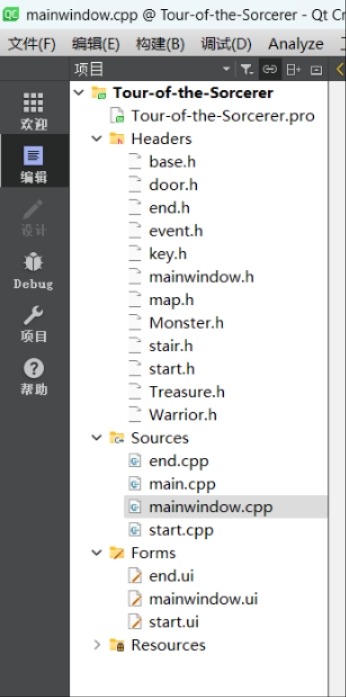 mainwindow.cpp @ Tour-of-the-Sorcerer - Qt Cr
文件(F) 编辑(E) 构建(B) 调试(D) Analyze
项目
欢迎
编辑
设计
Debug
项目
帮助
Tour-of-the-Sorcerer
Tour-of-the-Sorcerer.pro
Headers
base.h
door.h
end.h
event.h
key.h
mainwindow.h
map.h
Monster.h
stair.h
start.h
Treasure.h
Warrior.h
Sources
end.cpp
main.cpp
mainwindow.cpp
start.cpp
Forms
end.ui
mainwindow.ui
start.ui
Resources